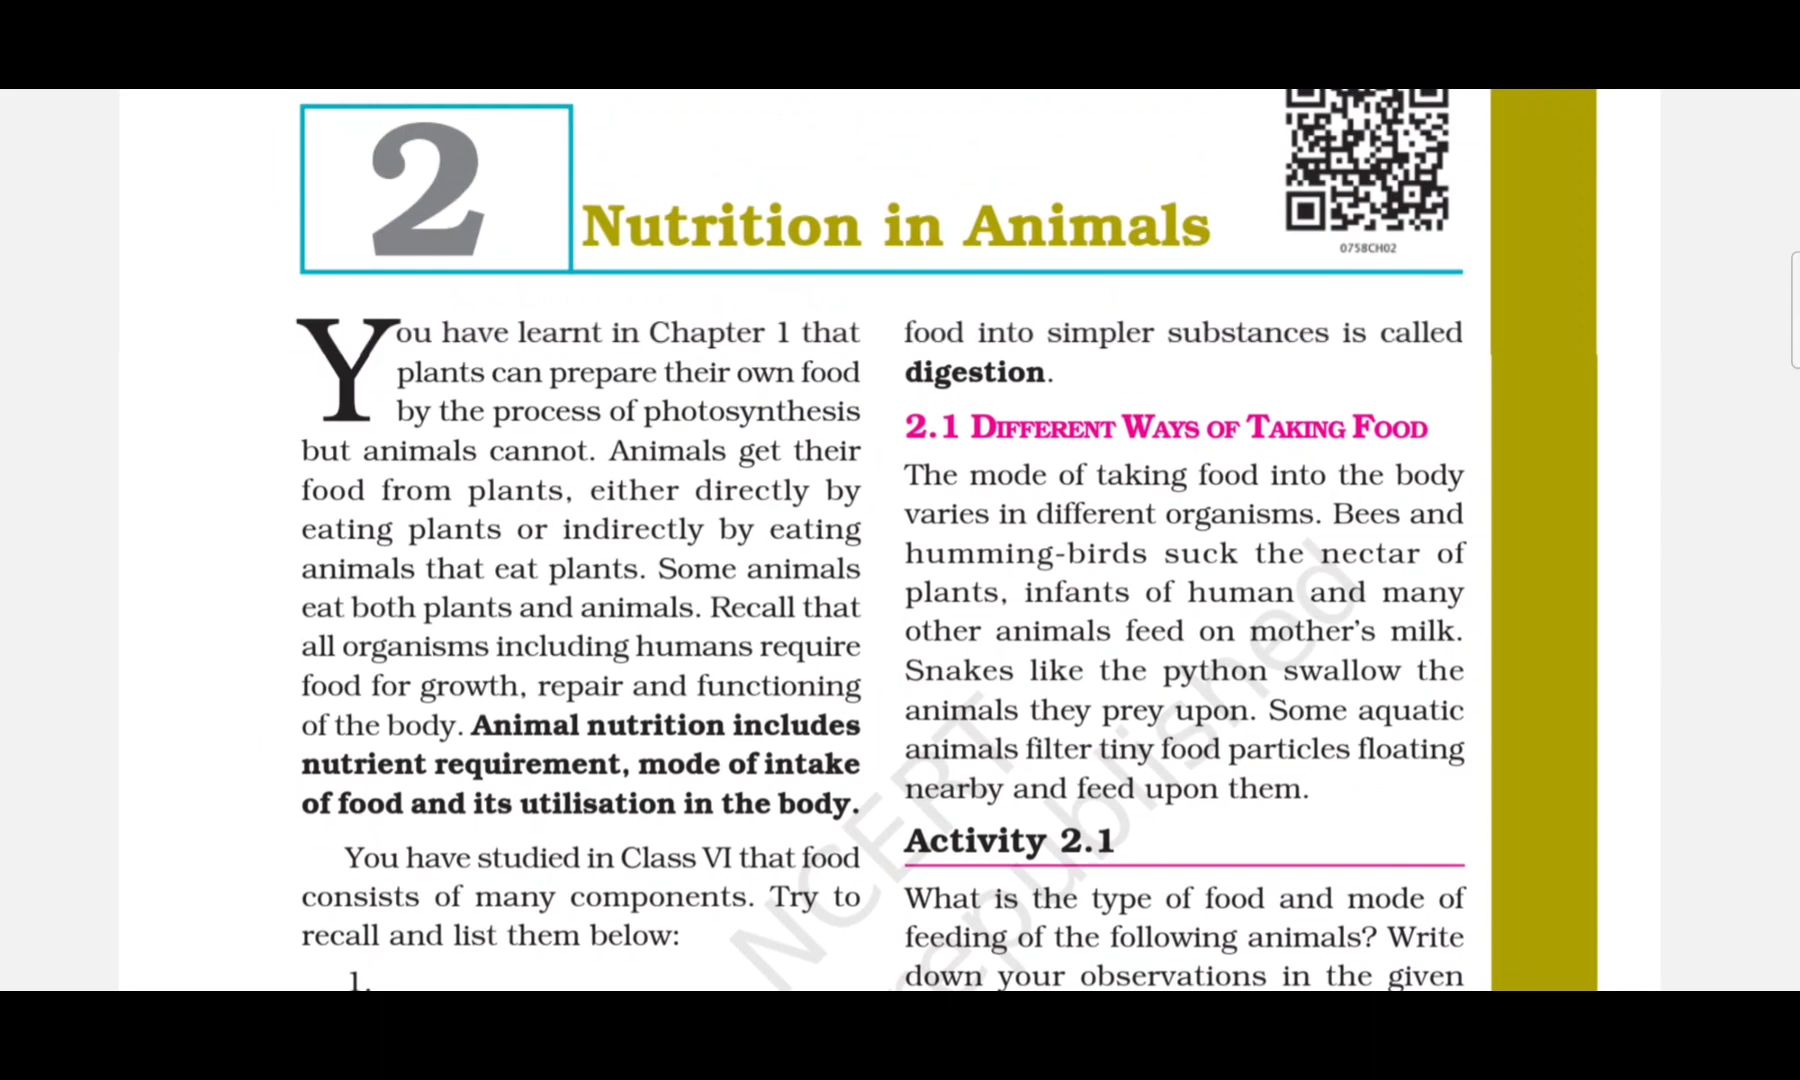 2
Nutrition in Animals
0758CH02
You have learnt in Chapter 1 that
plants can prepare their own food
by the process of photosynthesis
but animals cannot. Animals get their
food from plants, either directly by
eating plants or indirectly by eating
animals that eat plants. Some animals
eat both plants and animals. Recall that
all organisms including humans require
food for growth, repair and functioning
of the body. Animal nutrition includes
nutrient requirement, mode of intake
of food and its utilisation in the body.
You have studied in Class VI that food
consists of many components. Try to
recall and list them below:
1.
food into simpler substances is called
digestion.
2.1 DIFFERENT WAYS OF TAKING FOOD
The mode of taking food into the body
varies in different organisms. Bees and
humming-birds suck the nectar of
plants, infants of human and many
other animals feed on mother’s milk.
Snakes like the python swallow the
animals they prey upon. Some aquatic
animals filter tiny food particles floating
nearby and feed upon them.
Activity 2.1
What is the type of food and mode of
feeding of the following animals? Write
down your observations in the given
NCERT
republished